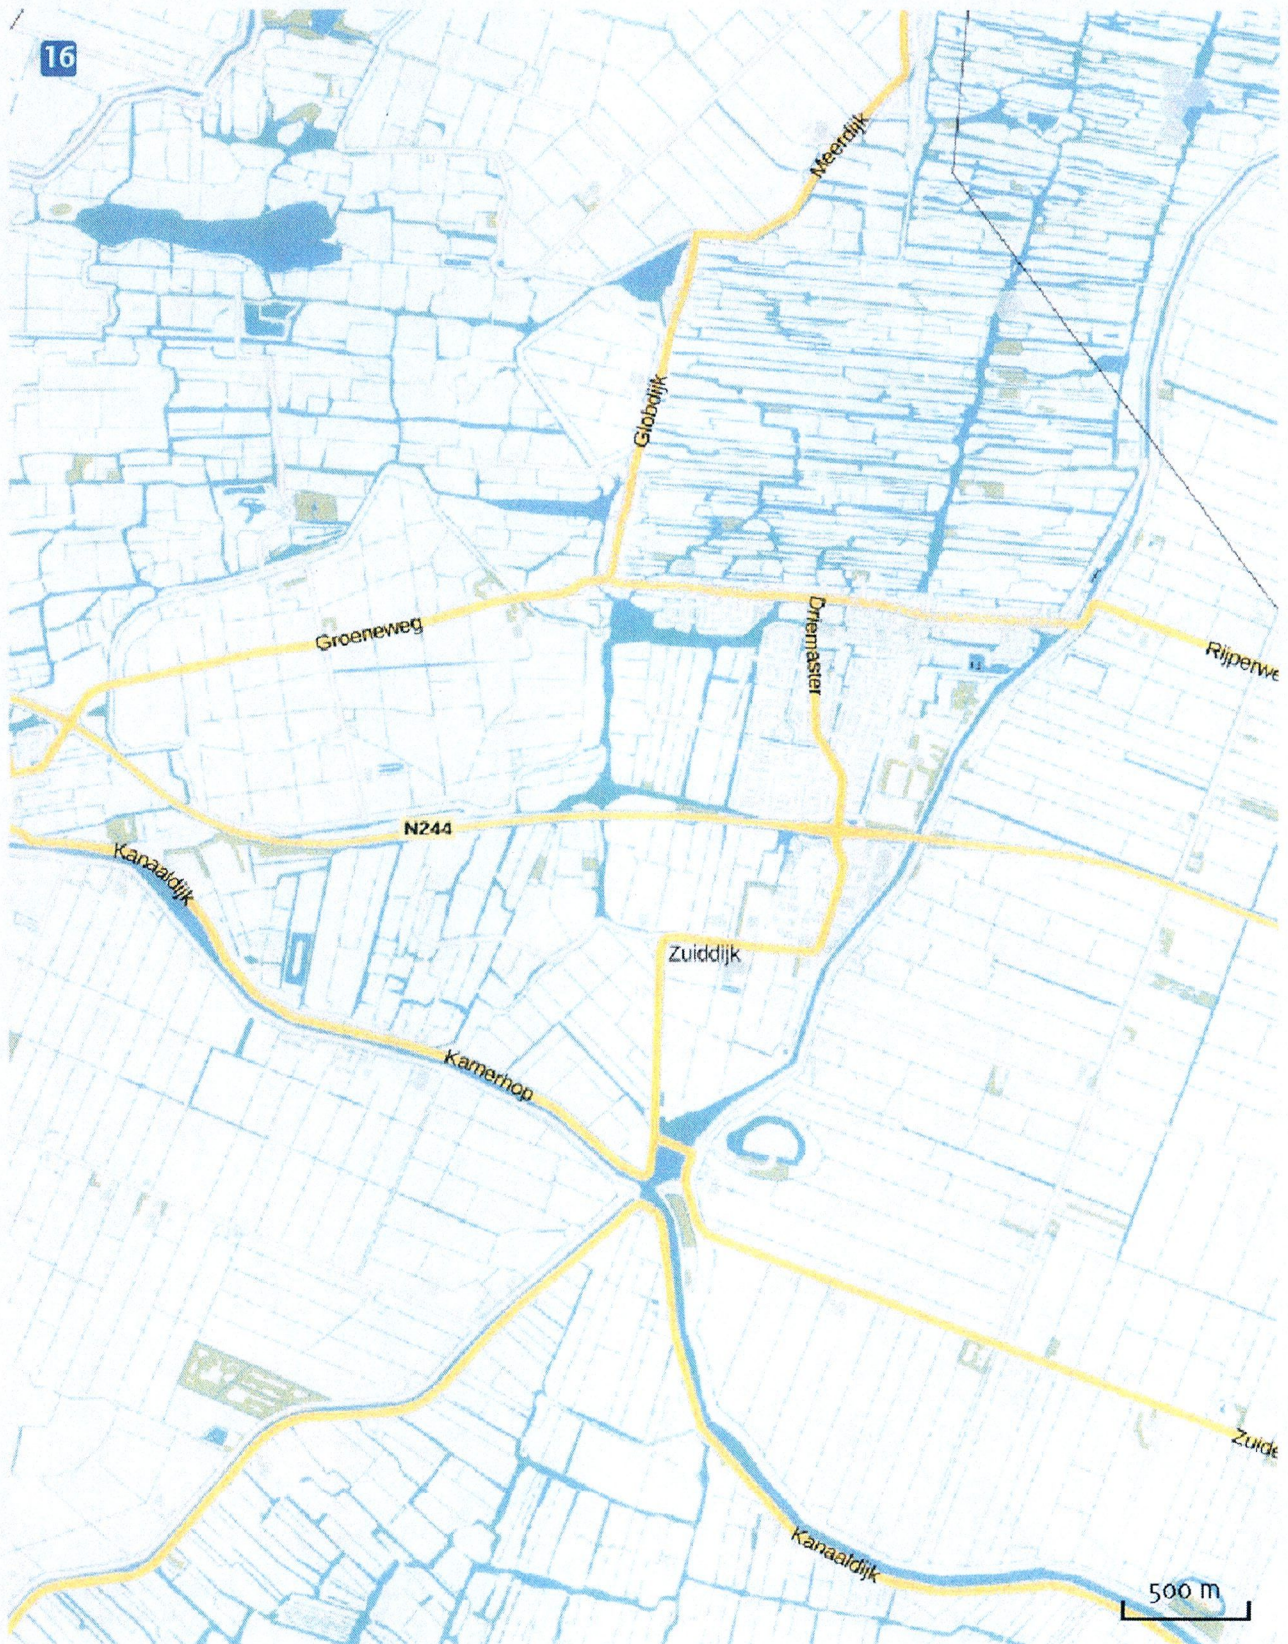 16
Meerdijk
Globdijk
Groeneweg
Driemaster
Rijperwe
N244
Kanaaldijk
Zuiddijk
Kamerhop
Zuide
Kanaaldijk
500 m